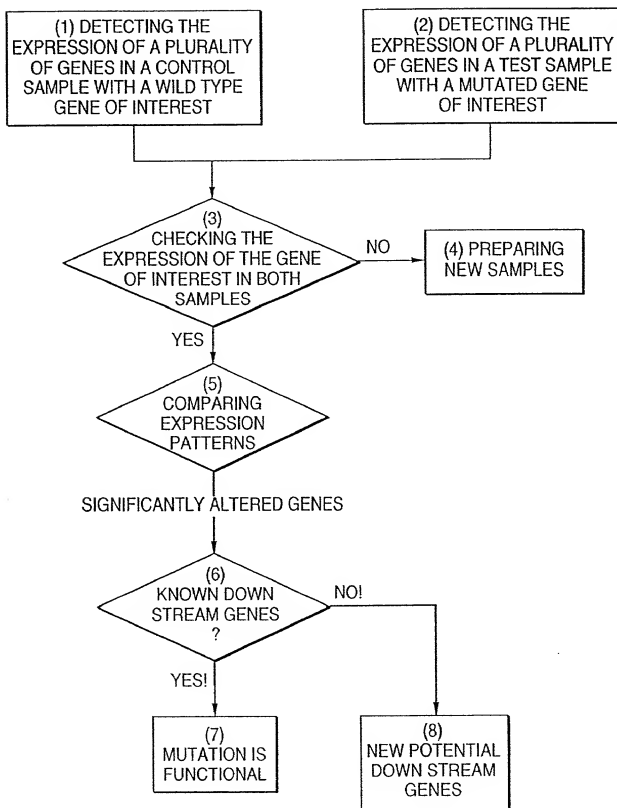 (1) DETECTING THE
EXPRESSION OF A PLURALITY
OF GENES IN A CONTROL
SAMPLE WITH A WILD TYPE
GENE OF INTEREST
(2) DETECTING THE
EXPRESSION OF A PLURALITY
OF GENES IN A TEST SAMPLE
WITH A MUTATED GENE
OF INTEREST
(3)
CHECKING THE
EXPRESSION OF THE GENE
OF INTEREST IN BOTH
SAMPLES
NO
(4) PREPARING
NEW SAMPLES
YES
(5)
COMPARING
EXPRESSION
PATTERNS
SIGNIFICANTLY ALTERED GENES
(6)
KNOWN DOWN
STREAM GENES
?
NO!
YES!
(7)
MUTATION IS
FUNCTIONAL
(8)
NEW POTENTIAL
DOWN STREAM
GENES